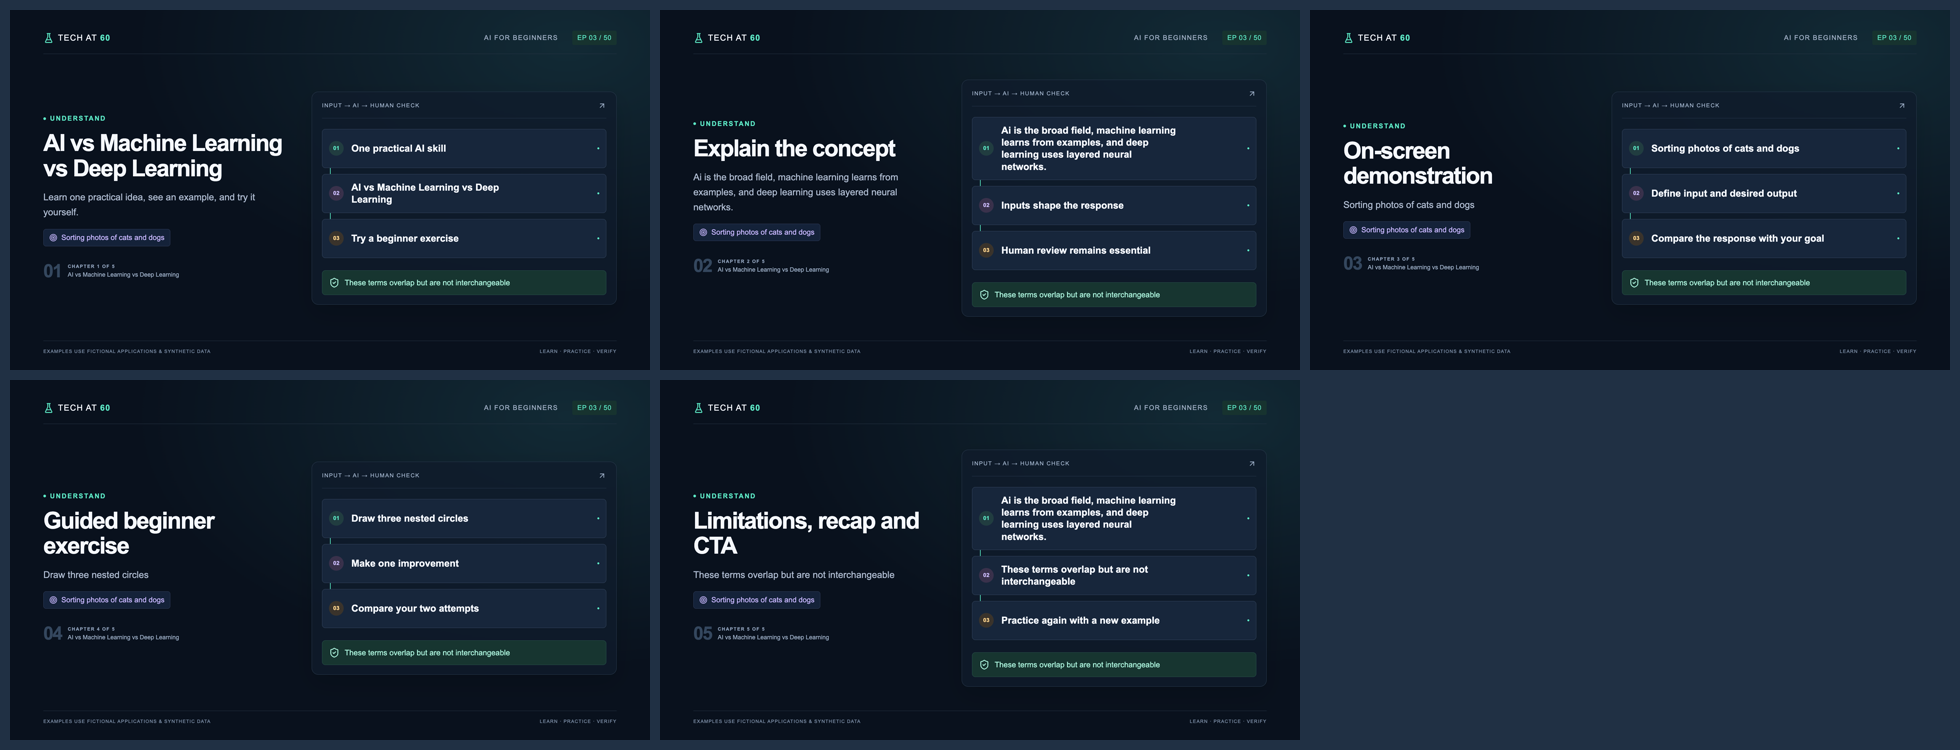 TECH AT 60
AI FOR BEGINNERS
EP 03 / 50
UNDERSTAND
AI vs Machine Learning
vs Deep Learning
Learn one practical idea, see an example, and try it
yourself.
Sorting photos of cats and dogs
01
CHAPTER 1 OF 5
AI vs Machine Learning vs Deep Learning
INPUT → AI → HUMAN CHECK
01
One practical AI skill
02
AI vs Machine Learning vs Deep
Learning
03
Try a beginner exercise
These terms overlap but are not interchangeable
EXAMPLES USE FICTIONAL APPLICATIONS & SYNTHETIC DATA
LEARN · PRACTICE · VERIFY
TECH AT 60
AI FOR BEGINNERS
EP 03 / 50
UNDERSTAND
Explain the concept
Ai is the broad field, machine learning learns from
examples, and deep learning uses layered neural
networks.
Sorting photos of cats and dogs
02
CHAPTER 2 OF 5
AI vs Machine Learning vs Deep Learning
INPUT → AI → HUMAN CHECK
01
Ai is the broad field, machine learning
learns from examples, and deep
learning uses layered neural
networks.
02
Inputs shape the response
03
Human review remains essential
These terms overlap but are not interchangeable
EXAMPLES USE FICTIONAL APPLICATIONS & SYNTHETIC DATA
LEARN · PRACTICE · VERIFY
TECH AT 60
AI FOR BEGINNERS
EP 03 / 50
UNDERSTAND
On-screen
demonstration
Sorting photos of cats and dogs
Sorting photos of cats and dogs
03
CHAPTER 3 OF 5
AI vs Machine Learning vs Deep Learning
INPUT → AI → HUMAN CHECK
01
Sorting photos of cats and dogs
02
Define input and desired output
03
Compare the response with your goal
These terms overlap but are not interchangeable
EXAMPLES USE FICTIONAL APPLICATIONS & SYNTHETIC DATA
LEARN · PRACTICE · VERIFY
TECH AT 60
AI FOR BEGINNERS
EP 03 / 50
UNDERSTAND
Guided beginner
exercise
Draw three nested circles
Sorting photos of cats and dogs
04
CHAPTER 4 OF 5
AI vs Machine Learning vs Deep Learning
INPUT → AI → HUMAN CHECK
01
Draw three nested circles
02
Make one improvement
03
Compare your two attempts
These terms overlap but are not interchangeable
EXAMPLES USE FICTIONAL APPLICATIONS & SYNTHETIC DATA
LEARN · PRACTICE · VERIFY
TECH AT 60
AI FOR BEGINNERS
EP 03 / 50
UNDERSTAND
Limitations, recap and
CTA
These terms overlap but are not interchangeable
Sorting photos of cats and dogs
05
CHAPTER 5 OF 5
AI vs Machine Learning vs Deep Learning
INPUT → AI → HUMAN CHECK
01
Ai is the broad field, machine learning
learns from examples, and deep
learning uses layered neural
networks.
02
These terms overlap but are not
interchangeable
03
Practice again with a new example
These terms overlap but are not interchangeable
EXAMPLES USE FICTIONAL APPLICATIONS & SYNTHETIC DATA
LEARN · PRACTICE · VERIFY